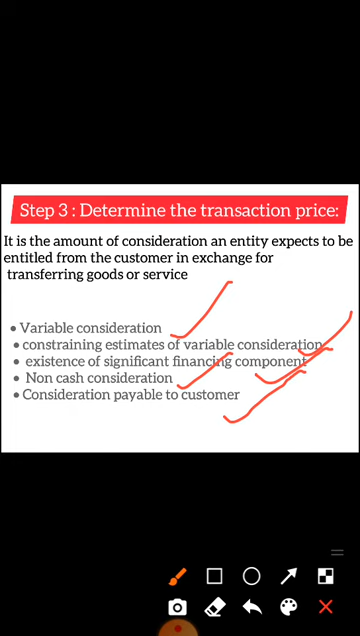 Step 3 : Determine the transaction price:
It is the amount of consideration an entity expects to be
entitled from the customer in exchange for
transferring goods or service
• Variable consideration
• constraining estimates of variable consideration
• existence of significant financing component
• Non cash consideration
• Consideration payable to customer